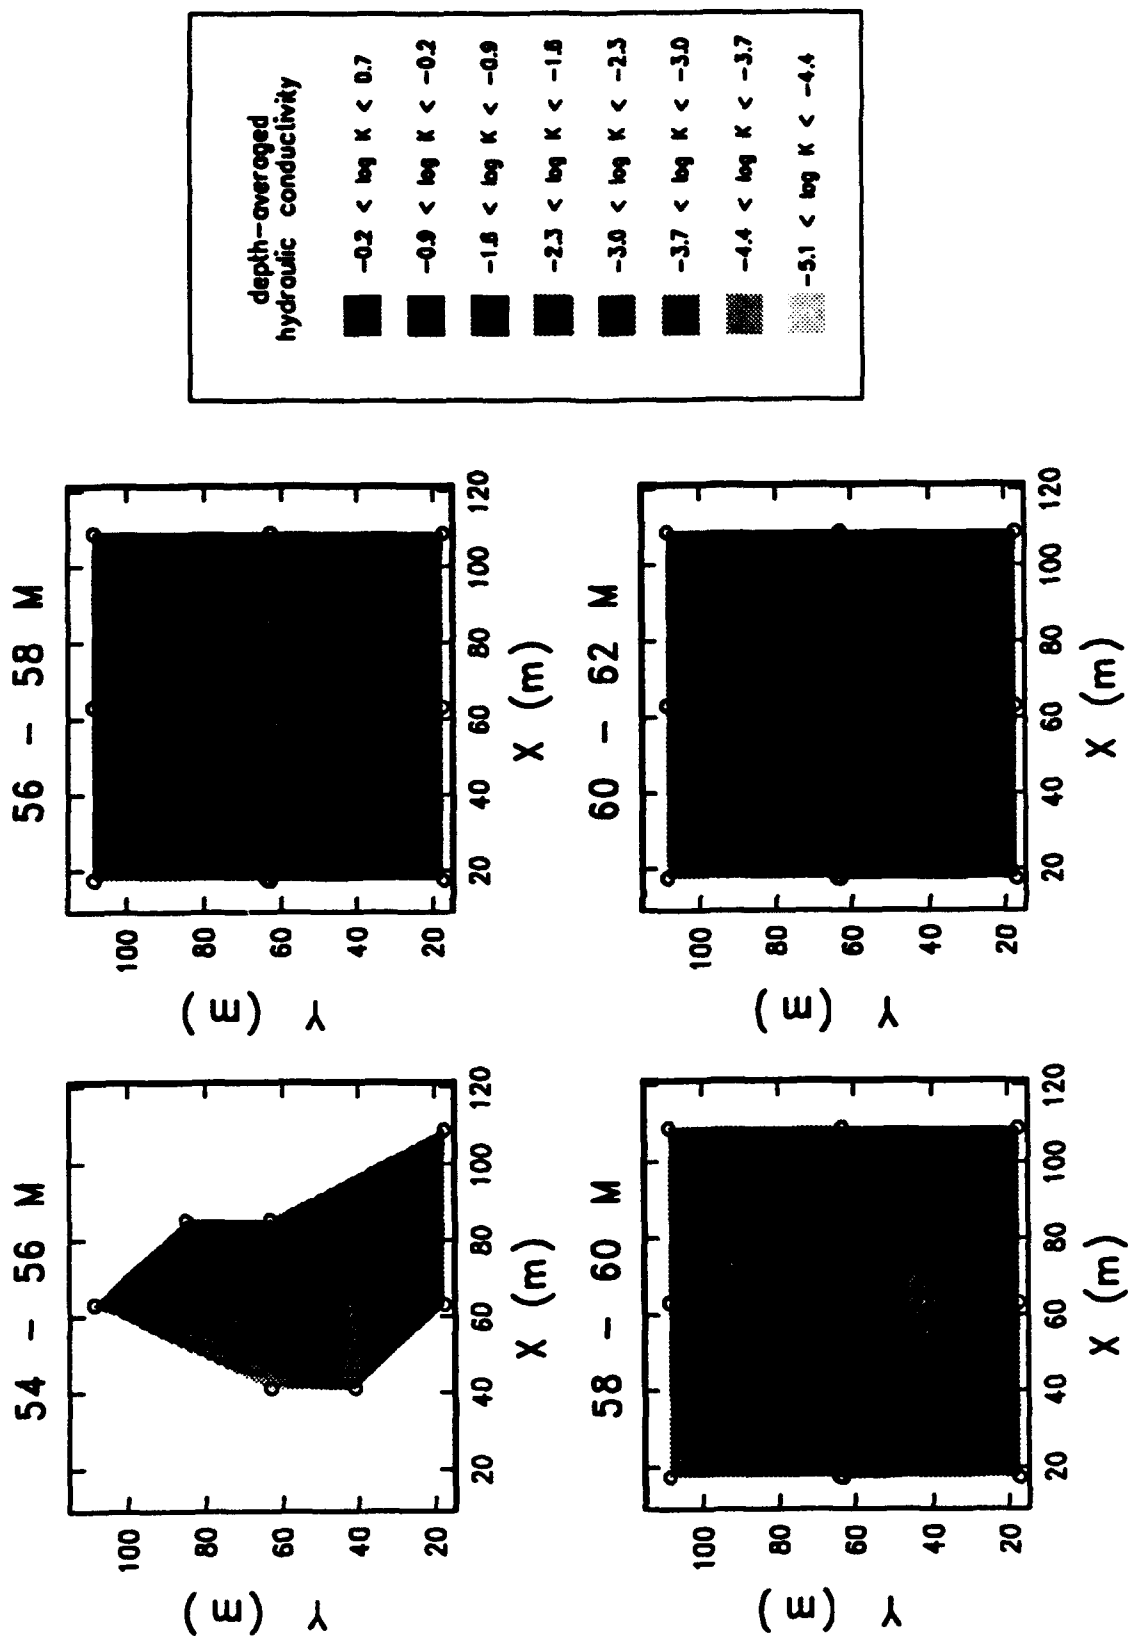 54 - 56 M
Y (m)
100
80
60
40
20
20 40 60 80 100 120
X (m)
56 - 58 M
Y (m)
100
80
60
40
20
20 40 60 80 100 120
X (m)
58 - 60 M
Y (m)
100
80
60
40
20
20 40 60 80 100 120
X (m)
60 - 62 M
Y (m)
100
80
60
40
20
20 40 60 80 100 120
X (m)
depth-averaged
hydraulic conductivity
-0.2 < log K < 0.7
-0.9 < log K < -0.2
-1.6 < log K < -0.9
-2.3 < log K < -1.6
-3.0 < log K < -2.3
-3.7 < log K < -3.0
-4.4 < log K < -3.7
-5.1 < log K < -4.4